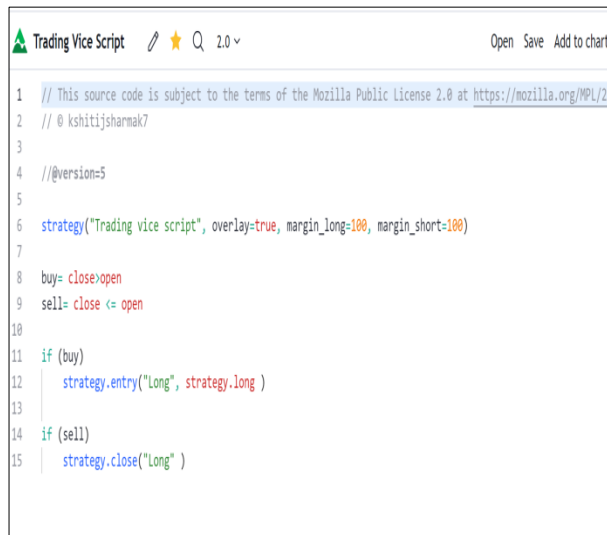 Trading Vice Script 2.0 Open Save Add to chart
1 // This source code is subject to the terms of the Mozilla Public License 2.0 at https://mozilla.org/MPL/2
2 // © kshitijsharmak7
3
4 //@version=5
5
6 strategy("Trading vice script", overlay=true, margin_long=100, margin_short=100)
7
8 buy= close>open
9 sell= close <= open
10
11 if (buy)
12 strategy.entry("Long", strategy.long )
13
14 if (sell)
15 strategy.close("Long" )